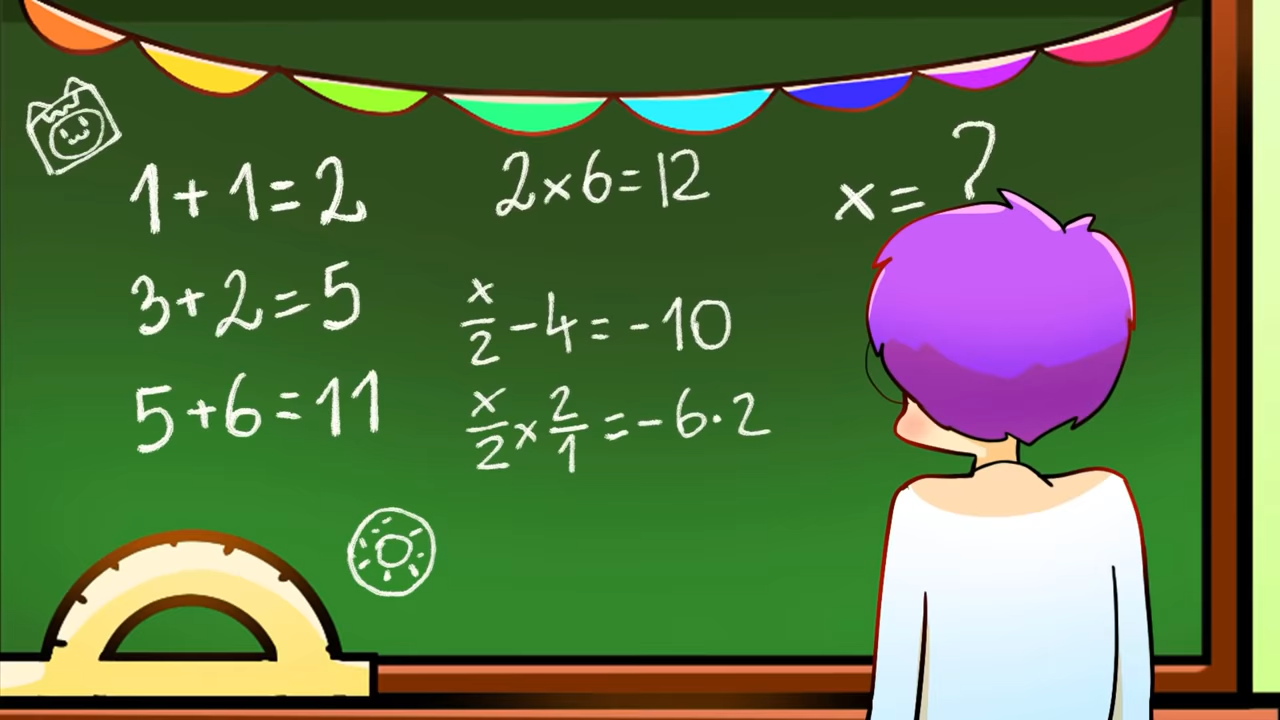 1+1=2
3+2=5
5+6=11
2×6=12
x/2-4=-10
x/2×2/1=-6·2
x=?